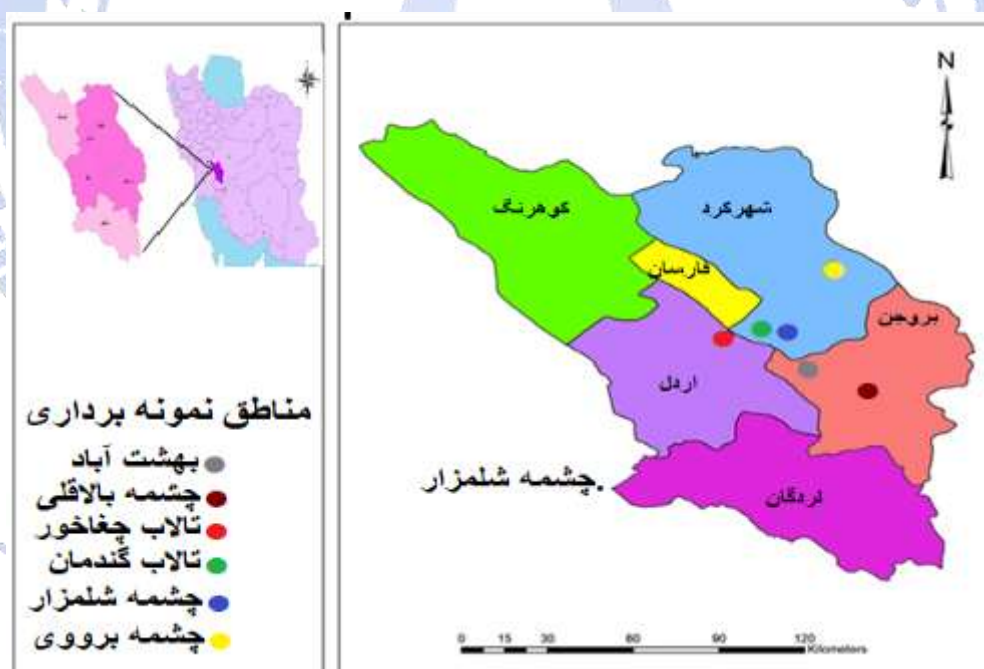 N
کوهرنگ
شهرکرد
فارسان
بروجن
اردل
لردگان
چشمه شلمزار.
0 15 30 60 90 120
Kilometers
مناطق نمونه برداری
بهشت آباد
چشمه بالاقلی
تالاب چغاخور
تالاب گندمان
چشمه شلمزار
چشمه برووی